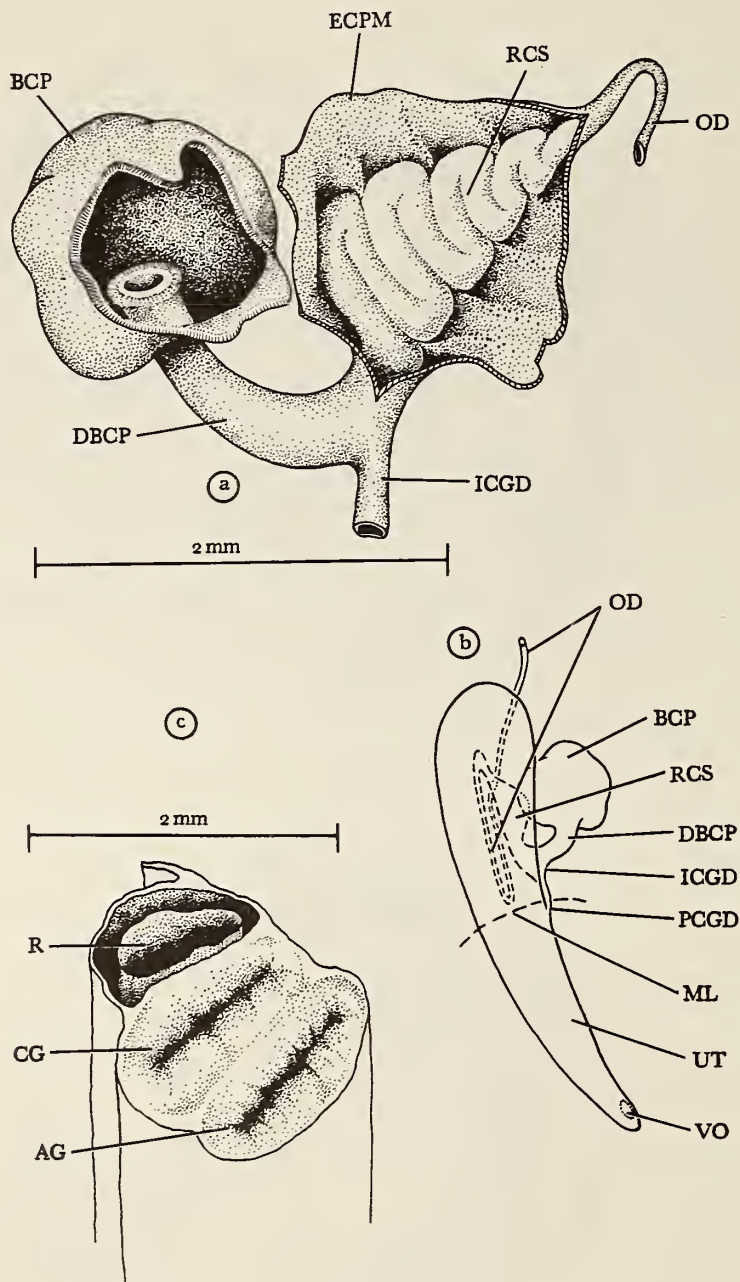 ECPM
RCS
BCP
OD
DBCP
ICGD
a
2 mm
OD
b
BCP
c
RCS
2 mm
DBCP
ICGD
PCGD
R
ML
CG
UT
AG
VO